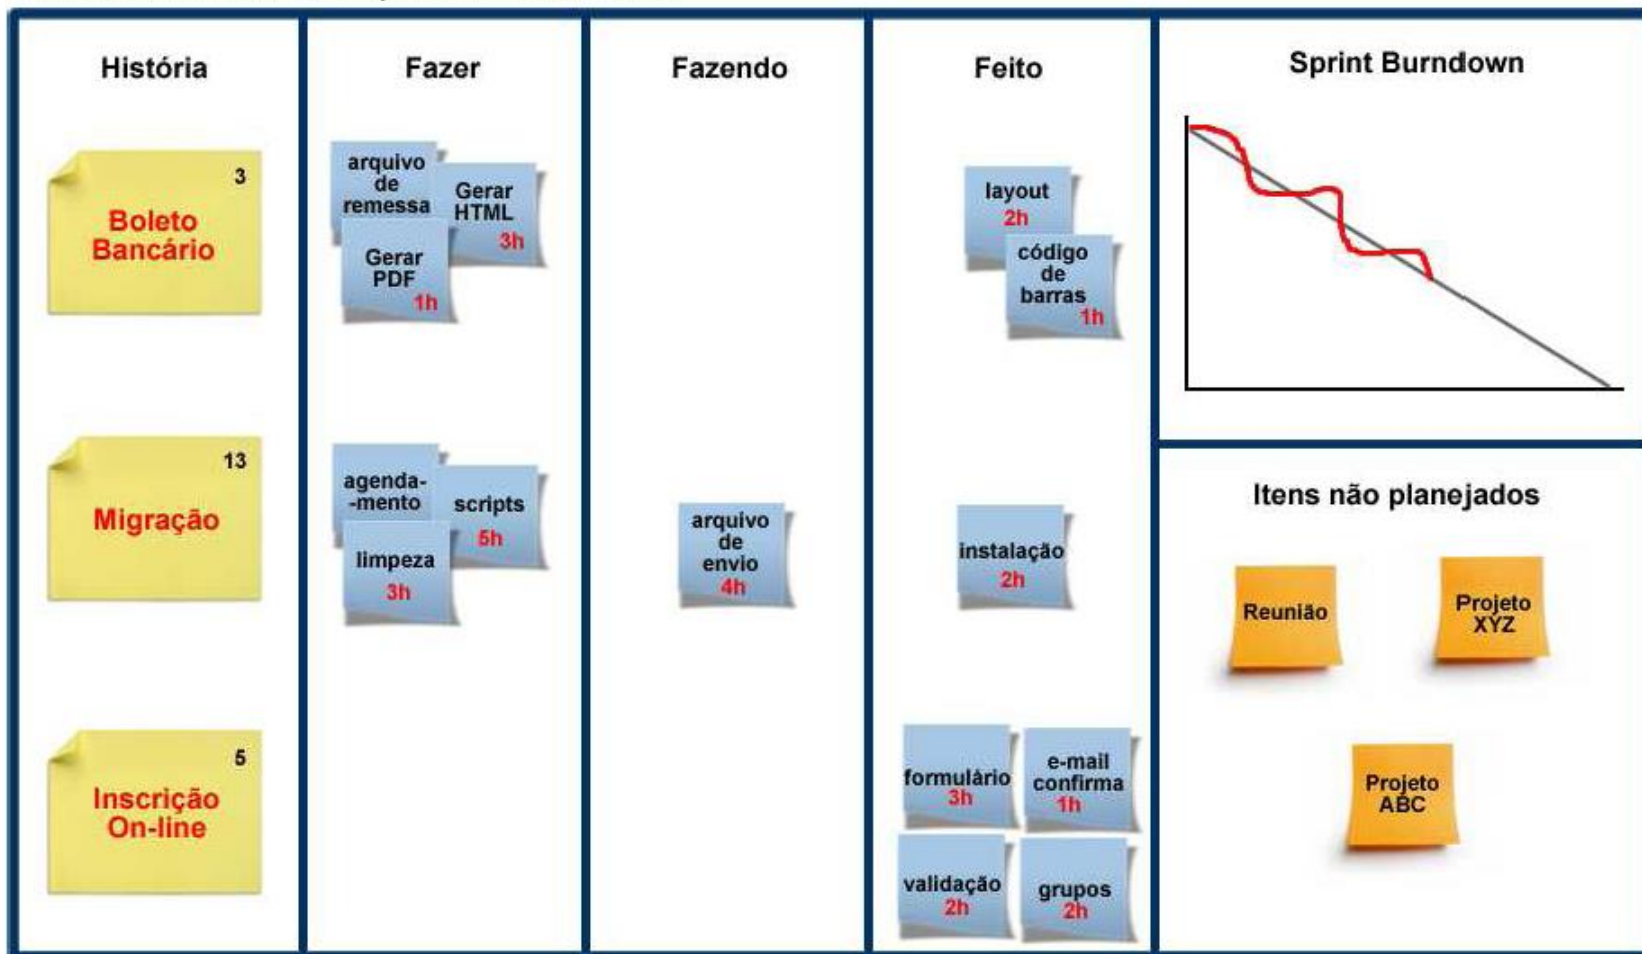 História
Fazer
Fazendo
Feito
Sprint Burndown
3
Boleto
Bancário
arquivo
de
remessa
Gerar
HTML
3h
Gerar
PDF
1h
layout
2h
código
de
barras
1h
13
Migração
agenda-
-mento
scripts
5h
limpeza
3h
arquivo
de
envio
4h
instalação
2h
Itens não planejados
Reunião
Projeto
XYZ
Projeto
ABC
5
Inscrição
On-line
formulário
3h
e-mail
confirma
1h
validação
2h
grupos
2h